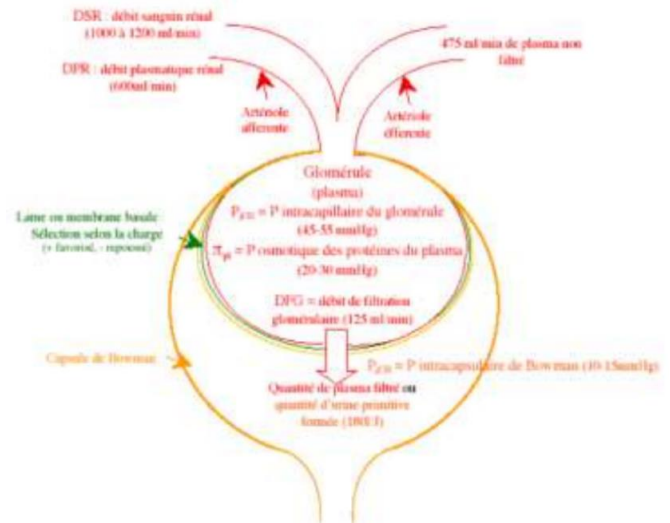 DSR : débit sanguin rénal
(1000 à 1200 ml/min)
DPR : débit plasmatique rénal
(600ml/min)
475 ml/min de plasma non
filtré
Artériole
afferente
Artériole
éfferente
Glomérule
(plasma)
= P intracapillaire du glomérule
(45-55 mmHg)
= P osmotique des protéines du plasma
(20-30 mmHg)
Lame ou membrane basale
Sélection selon la charge
(+ favorisé, - repoussé)
DFG = débit de filtration
glomérulaire (125 ml/min)
Capsule de Bowman
= P intracapsulaire de Bowman (10-15mmHg)
Quantité de plasma filtré ou
quantité d'urine primitive
formée